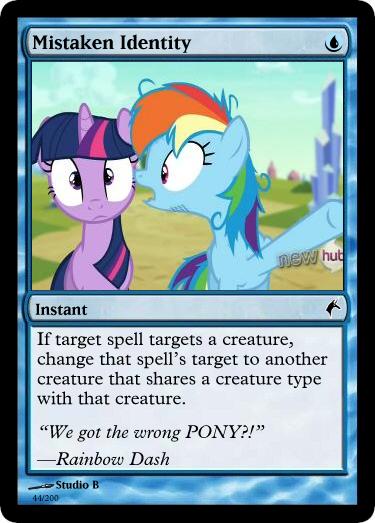 Mistaken Identity
new hub
Instant
If target spell targets a creature,
change that spell's target to another
creature that shares a creature type
with that creature.
“We got the wrong PONY?!”
—Rainbow Dash
Studio B
44/200